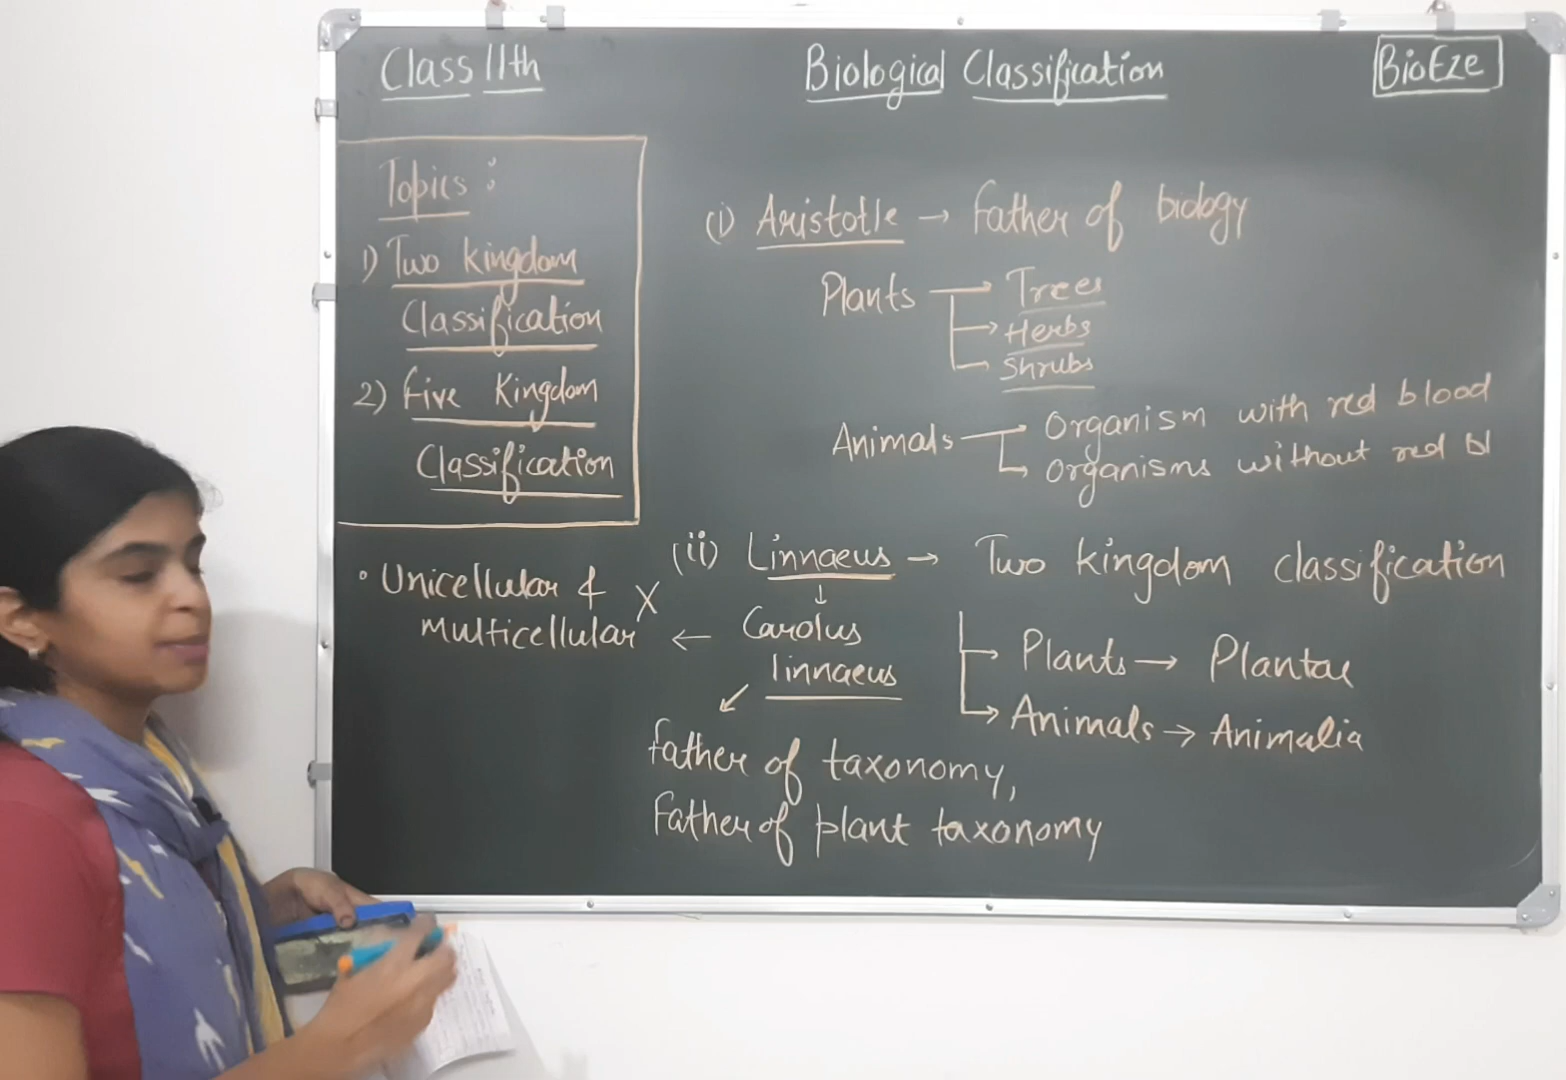 Class 11th
Biological Classification
BioEze
Topics :
1) Two kingdom
Classification
2) Five Kingdom
Classification
(i) Aristotle → Father of biology
Plants → Trees
→ Herbs
→ Shrubs
Animals → Organism with red blood
→ Organisms without red bl
• Unicellular & X
multicellular ←
(ii) Linnaeus → Two kingdom classification
↓
Carolus
linnaeus
→ Plants → Plantae
→ Animals → Animalia
↙
father of taxonomy,
Father of plant taxonomy